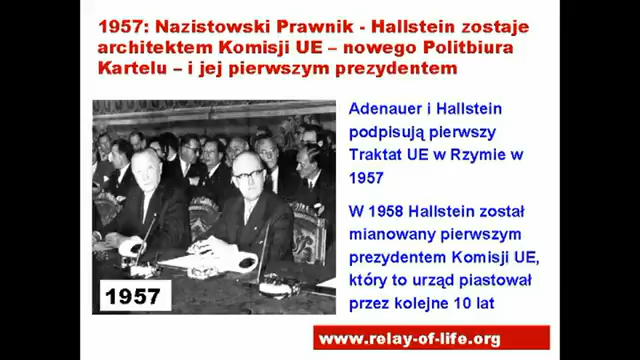 1957: Nazistowski Prawnik - Hallstein zostaje
architektem Komisji UE – nowego Politbiura
Kartelu – i jej pierwszym prezydentem
Adenauer i Hallstein
podpisują pierwszy
Traktat UE w Rzymie w
1957
W 1958 Hallstein został
mianowany pierwszym
prezydentem Komisji UE,
który to urząd piastował
przez kolejne 10 lat
1957
www.relay-of-life.org